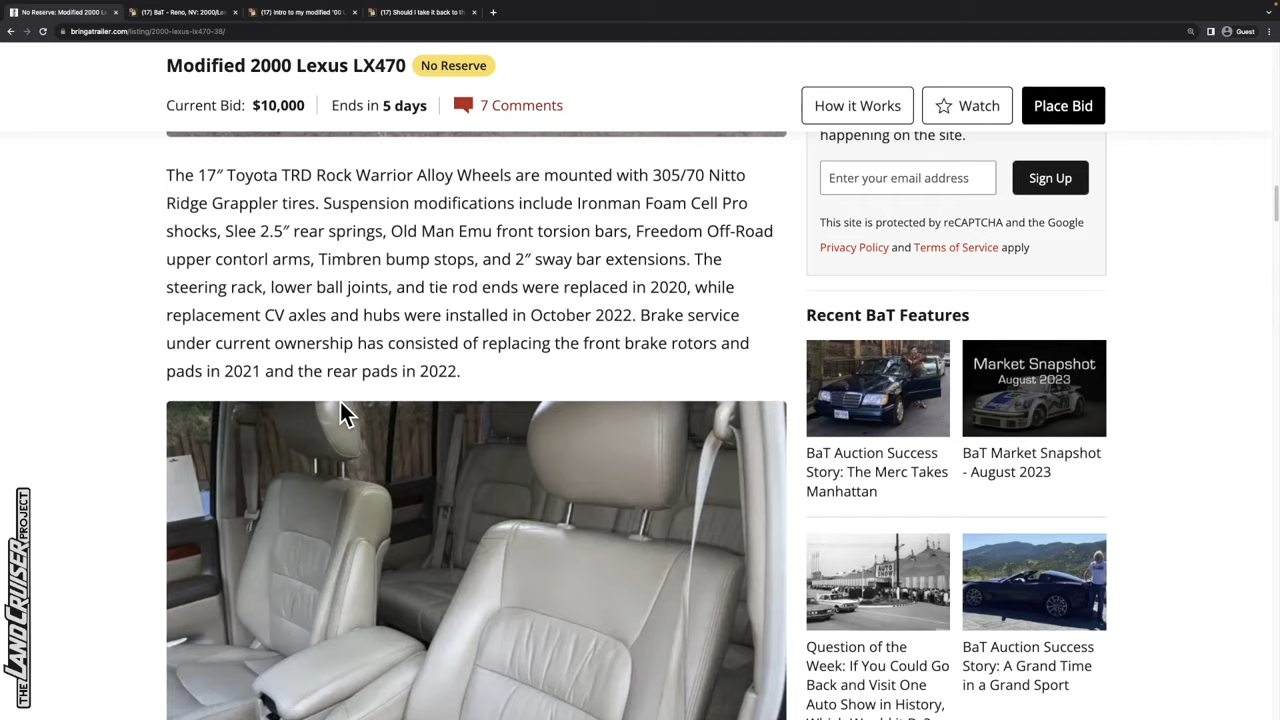 No Reserve: Modified 2000 L
(17) BaT - Reno, NV: 2000/Le
(17) Intro to my modified '00 L
(17) Should I take it back to th
bringatrailer.com/listing/2000-lexus-lx470-38/
Guest
Modified 2000 Lexus LX470
No Reserve
Current Bid: $10,000
Ends in 5 days
7 Comments
How it Works
Watch
Place Bid
The 17″ Toyota TRD Rock Warrior Alloy Wheels are mounted with 305/70 Nitto
Ridge Grappler tires. Suspension modifications include Ironman Foam Cell Pro
shocks, Slee 2.5″ rear springs, Old Man Emu front torsion bars, Freedom Off-Road
upper contorl arms, Timbren bump stops, and 2″ sway bar extensions. The
steering rack, lower ball joints, and tie rod ends were replaced in 2020, while
replacement CV axles and hubs were installed in October 2022. Brake service
under current ownership has consisted of replacing the front brake rotors and
pads in 2021 and the rear pads in 2022.
happening on the site.
Enter your email address
Sign Up
This site is protected by reCAPTCHA and the Google
Privacy Policy and Terms of Service apply
Recent BaT Features
Market Snapshot
August 2023
BaT Auction Success
Story: The Merc Takes
Manhattan
BaT Market Snapshot
- August 2023
AUTO
SHOW
Question of the
Week: If You Could Go
Back and Visit One
Auto Show in History,
BaT Auction Success
Story: A Grand Time
in a Grand Sport
THE LAND CRUISER PROJECT